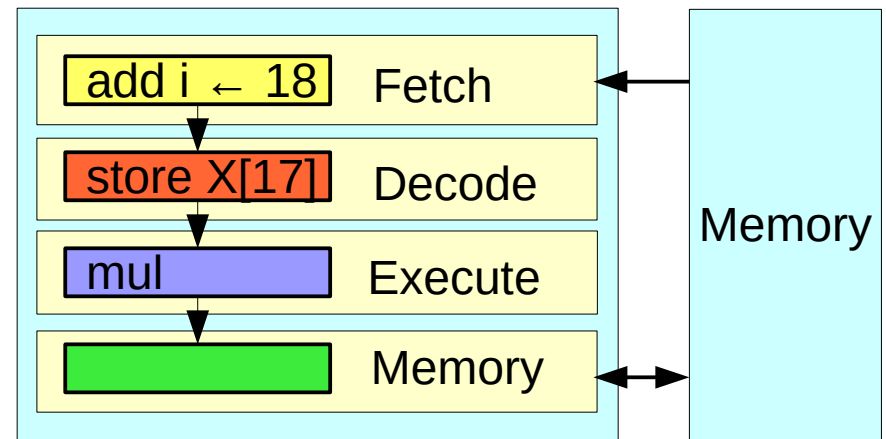 add i ← 18 Fetch
store X[17] Decode
mul Execute
Memory
Memory